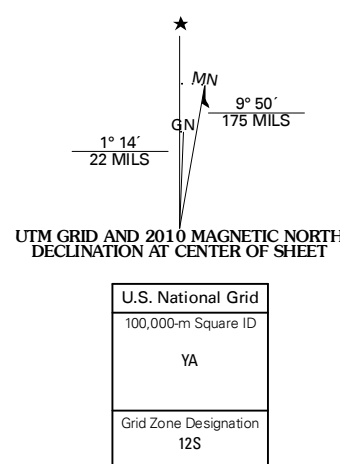 MN
9° 50´
175 MILS
GN
1° 14´
22 MILS
UTM GRID AND 2010 MAGNETIC NORTH
DECLINATION AT CENTER OF SHEET
U.S. National Grid
100,000-m Square ID
YA
Grid Zone Designation
12S